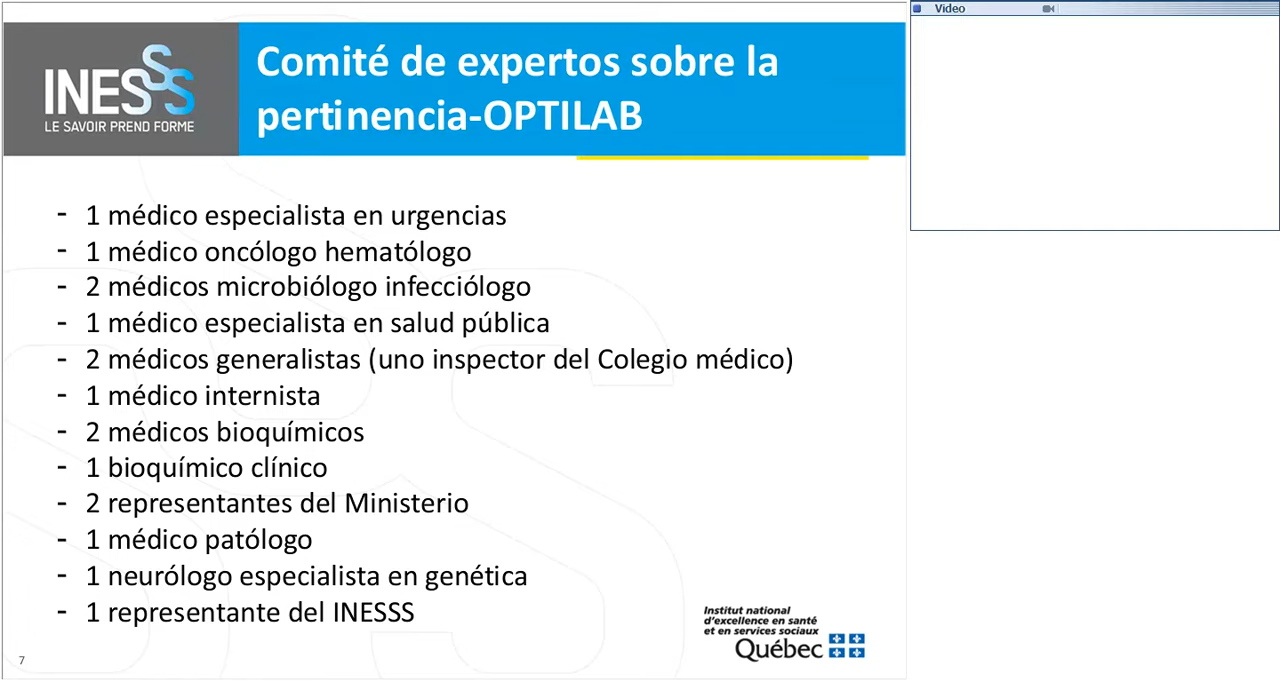 Video
INESSS
LE SAVOIR PREND FORME
Comité de expertos sobre la
pertinencia-OPTILAB
- 1 médico especialista en urgencias
- 1 médico oncólogo hematólogo
- 2 médicos microbiólogo infecciólogo
- 1 médico especialista en salud pública
- 2 médicos generalistas (uno inspector del Colegio médico)
- 1 médico internista
- 2 médicos bioquímicos
- 1 bioquímico clínico
- 2 representantes del Ministerio
- 1 médico patólogo
- 1 neurólogo especialista en genética
- 1 representante del INESSS
Institut national
d'excellence en santé
et en services sociaux
Québec
7